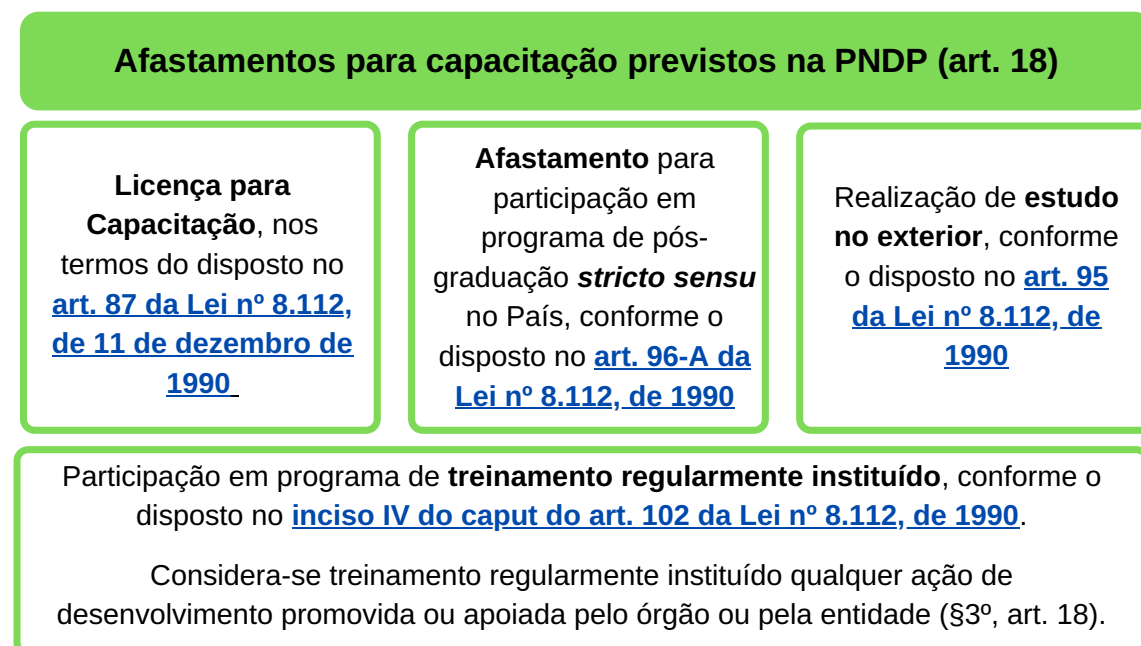 Afastamentos para capacitação previstos na PNDP (art. 18)
Licença para
Capacitação, nos
termos do disposto no
art. 87 da Lei nº 8.112,
de 11 de dezembro de
1990
Afastamento para
participação em
programa de pós-
graduação stricto sensu
no País, conforme o
disposto no art. 96-A da
Lei nº 8.112, de 1990
Realização de estudo
no exterior, conforme
o disposto no art. 95
da Lei nº 8.112, de
1990
Participação em programa de treinamento regularmente instituído, conforme o
disposto no inciso IV do caput do art. 102 da Lei nº 8.112, de 1990.
Considera-se treinamento regularmente instituído qualquer ação de
desenvolvimento promovida ou apoiada pelo órgão ou pela entidade (§3º, art. 18).